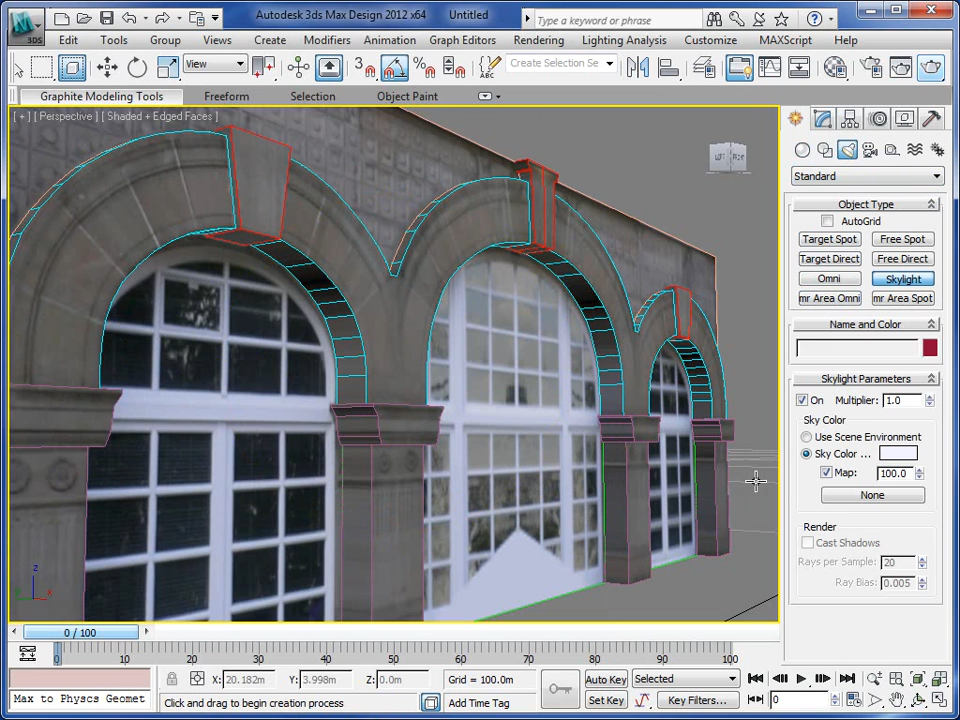 Autodesk 3ds Max Design 2012 x64 Untitled
Type a keyword or phrase
3DS
Edit Tools Group Views Create Modifiers Animation Graph Editors Rendering Lighting Analysis Customize MAXScript Help
View
3
ABC
Create Selection Se
Graphite Modeling Tools Freeform Selection Object Paint
[ + ] [ Perspective ] [ Shaded + Edged Faces ]
Standard
Object Type
AutoGrid
Target Spot Free Spot
Target Direct Free Direct
Omni Skylight
mr Area Omni mr Area Spot
Name and Color
Skylight Parameters
On Multiplier: 1.0
Sky Color
Use Scene Environment
Sky Color ...
Map: 100.0
None
Render
Cast Shadows
Rays per Sample: 20
Ray Bias: 0.005
z
x
0 / 100
0 10 20 30 40 50 60 70 80 90 100
X: 20.182m Y: 3.998m Z: 0.0m Grid = 100.0m
Auto Key Selected
Max to Physcs Geomet
Click and drag to begin creation process
Add Time Tag
Set Key Key Filters... 0